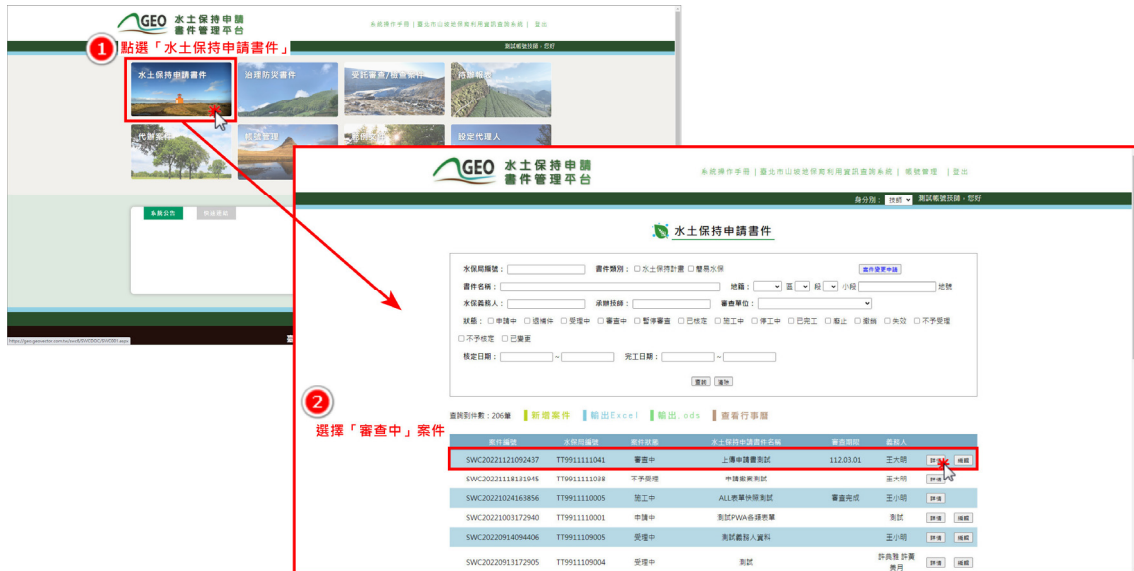 GEO 水土保持申請
書件管理平台
系統操作手冊 | 臺北市山坡地保育利用資訊查詢系統 | 登出
1 點選「水土保持申請書件」
測試帳號技師，您好
水土保持申請書件
治理防災書件
受託審查/檢查案件
待辦報表
代辦案件
帳號管理
設定代理人
系統公告
GEO 水土保持申請
書件管理平台
系統操作手冊 | 臺北市山坡地保育利用資訊查詢系統 | 帳號管理 | 登出
身分別： 技師 測試帳號技師，您好
水土保持申請書件
水保局編號： 書件類別： 水土保持計畫 簡易水保 案件變更申請
書件名稱： 地籍： 區 段 小段 地號
水保義務人： 承辦技師： 審查單位：
狀態： 申請中 退補件 受理中 審查中 暫停審查 已核定 施工中 停工中 已完工 廢止 撤銷 失效 不予受理
不予核定 已變更
核定日期： ~ 完工日期： ~
查詢 清除
2
選擇「審查中」案件
查詢到件數：206筆 新增案件 輸出Excel 輸出.ods 查看行事曆
案件編號 水保局編號 案件狀態 水土保持申請書件名稱 審查期限 義務人
SWC20221121092437 TT9911111041 審查中 上傳申請書測試 112.03.01 王大明 詳情 編輯
SWC20221118131945 TT9911111038 不予受理 申請撤案測試 王大明 詳情
SWC20221024163856 TT9911110005 施工中 ALL表單快照測試 審查完成 王小明 詳情
SWC20221003172940 TT9911110001 申請中 測試PWA各類表單 測試 詳情 編輯
SWC20220914094406 TT9911109005 受理中 測試義務人資料 王小明 詳情 編輯
SWC20220913172905 TT9911109004 受理中 測試 許典雅 許黃美月 詳情 編輯